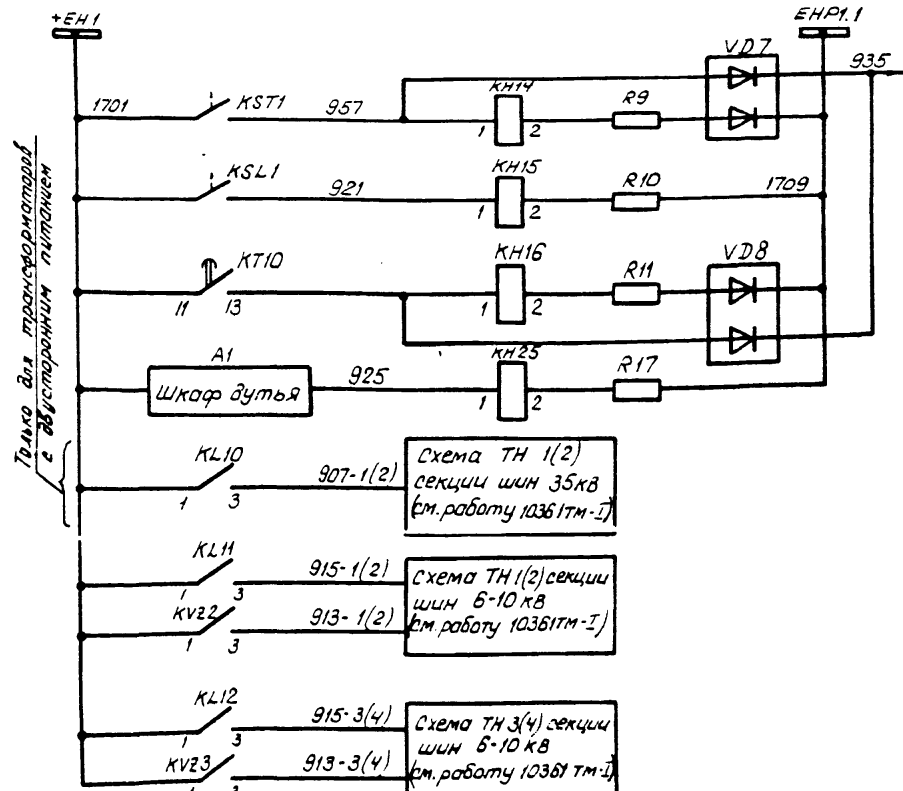 +EH1
EHP1.1
VD7
935
1701
KST1
957
KH14
1
2
R9
KSL1
921
KH15
1
2
R10
1709
KT10
11
13
KH16
1
2
R11
VD8
A1
Шкаф дутья
925
KH25
1
2
R17
Только для трансформаторов
с двусторонним питанием
KL10
1
3
907-1(2)
Схема ТН 1(2)
секции шин 35кв
(см. работу 10361тм-I)
KL11
1
3
915-1(2)
KVZ2
1
3
913-1(2)
Схема ТН 1(2) секции
шин 6-10 кв
(см. работу 10361тм-I)
KL12
1
3
915-3(4)
KVZ3
1
3
913-3(4)
Схема ТН 3(4) секции
шин 6-10 кв
(см. работу 10361 тм-I)